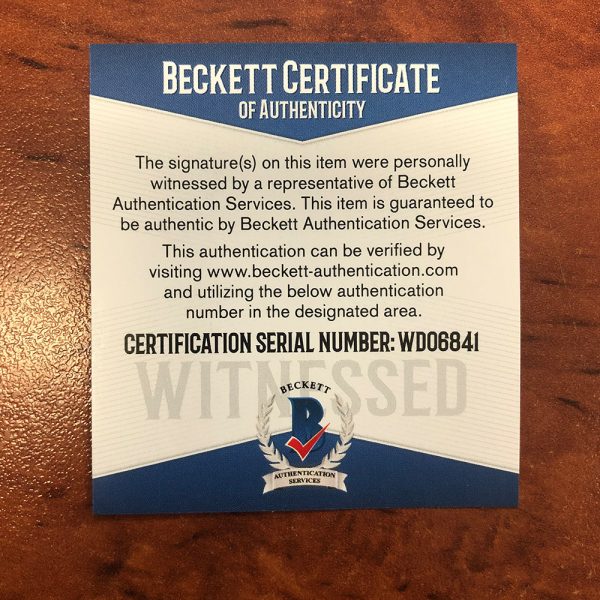 BECKETT CERTIFICATE
OF AUTHENTICITY
The signature(s) on this item were personally
witnessed by a representative of Beckett
Authentication Services. This item is guaranteed to
be authentic by Beckett Authentication Services.
This authentication can be verified by
visiting www.beckett-authentication.com
and utilizing the below authentication
number in the designated area.
CERTIFICATION SERIAL NUMBER: WD06841
WITNESSED
BECKETT
B
AUTHENTICATION
SERVICES